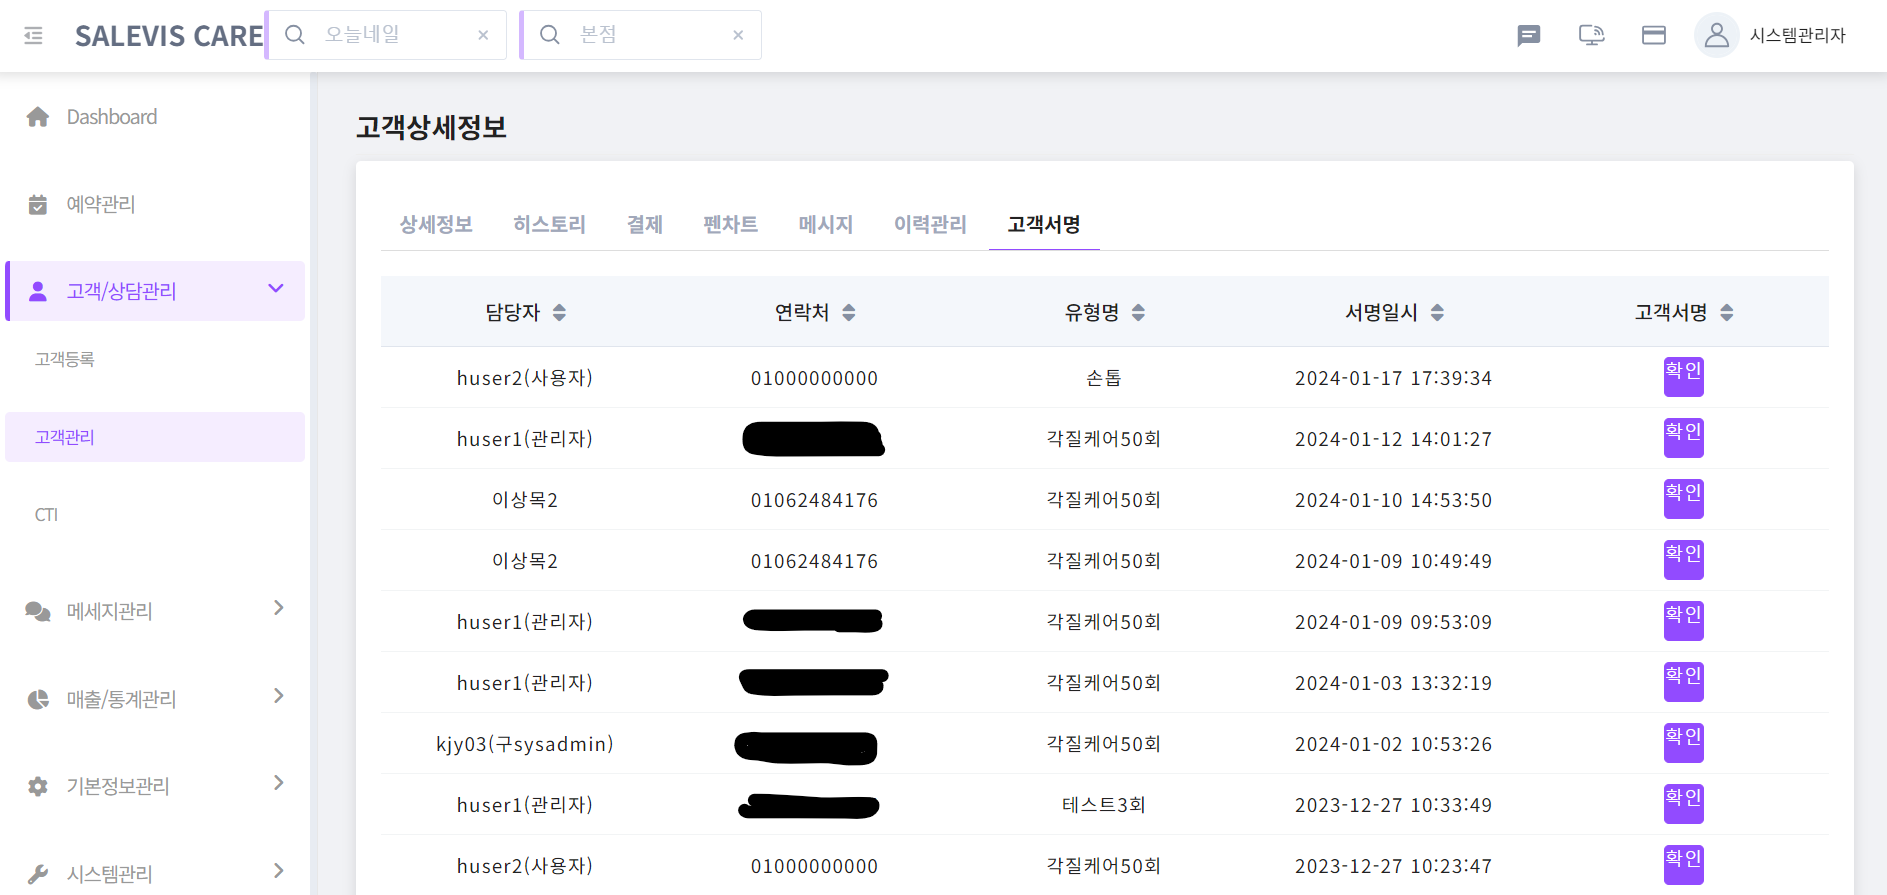 SALEVIS CARE
오늘네일 ×
본점 ×
시스템관리자
Dashboard
예약관리
고객/상담관리
고객등록
고객관리
CTI
메세지관리
매출/통계관리
기본정보관리
시스템관리
고객상세정보
상세정보 히스토리 결제 펜차트 메시지 이력관리 고객서명
담당자 연락처 유형명 서명일시 고객서명
huser2(사용자) 01000000000 손톱 2024-01-17 17:39:34 확인
huser1(관리자) 각질케어50회 2024-01-12 14:01:27 확인
이상목2 01062484176 각질케어50회 2024-01-10 14:53:50 확인
이상목2 01062484176 각질케어50회 2024-01-09 10:49:49 확인
huser1(관리자) 각질케어50회 2024-01-09 09:53:09 확인
huser1(관리자) 각질케어50회 2024-01-03 13:32:19 확인
kjy03(구sysadmin) 각질케어50회 2024-01-02 10:53:26 확인
huser1(관리자) 테스트3회 2023-12-27 10:33:49 확인
huser2(사용자) 01000000000 각질케어50회 2023-12-27 10:23:47 확인